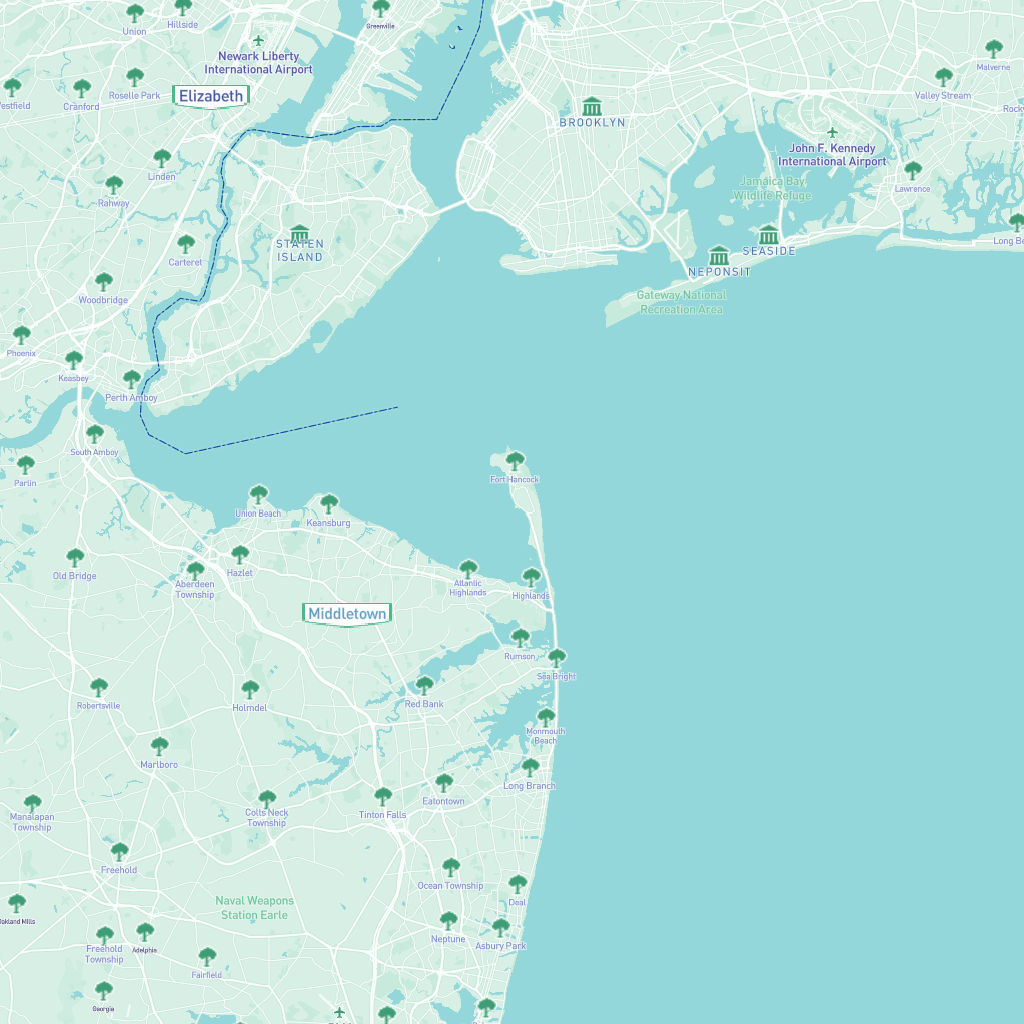 Union
Hillside
Greenville
Newark Liberty
International Airport
Malverne
Westfield
Cranford
Roselle Park
Elizabeth
Valley Stream
BROOKLYN
John F. Kennedy
International Airport
Linden
Jamaica Bay
Wildlife Refuge
Lawrence
Rahway
STATEN
ISLAND
Carteret
SEASIDE
NEPONSIT
Woodbridge
Gateway National
Recreation Area
Phoenix
Keasbey
Perth Amboy
South Amboy
Parlin
Fort Hancock
Union Beach
Keansburg
Old Bridge
Hazlet
Aberdeen
Township
Atlantic
Highlands
Highlands
Middletown
Rumson
Sea Bright
Robertsville
Holmdel
Red Bank
Monmouth
Beach
Marlboro
Long Branch
Manalapan
Township
Colts Neck
Township
Tinton Falls
Eatontown
Freehold
Ocean Township
Deal
Naval Weapons
Station Earle
Oakland Mills
Freehold
Township
Adelphia
Neptune
Asbury Park
Fairfield
Georgia